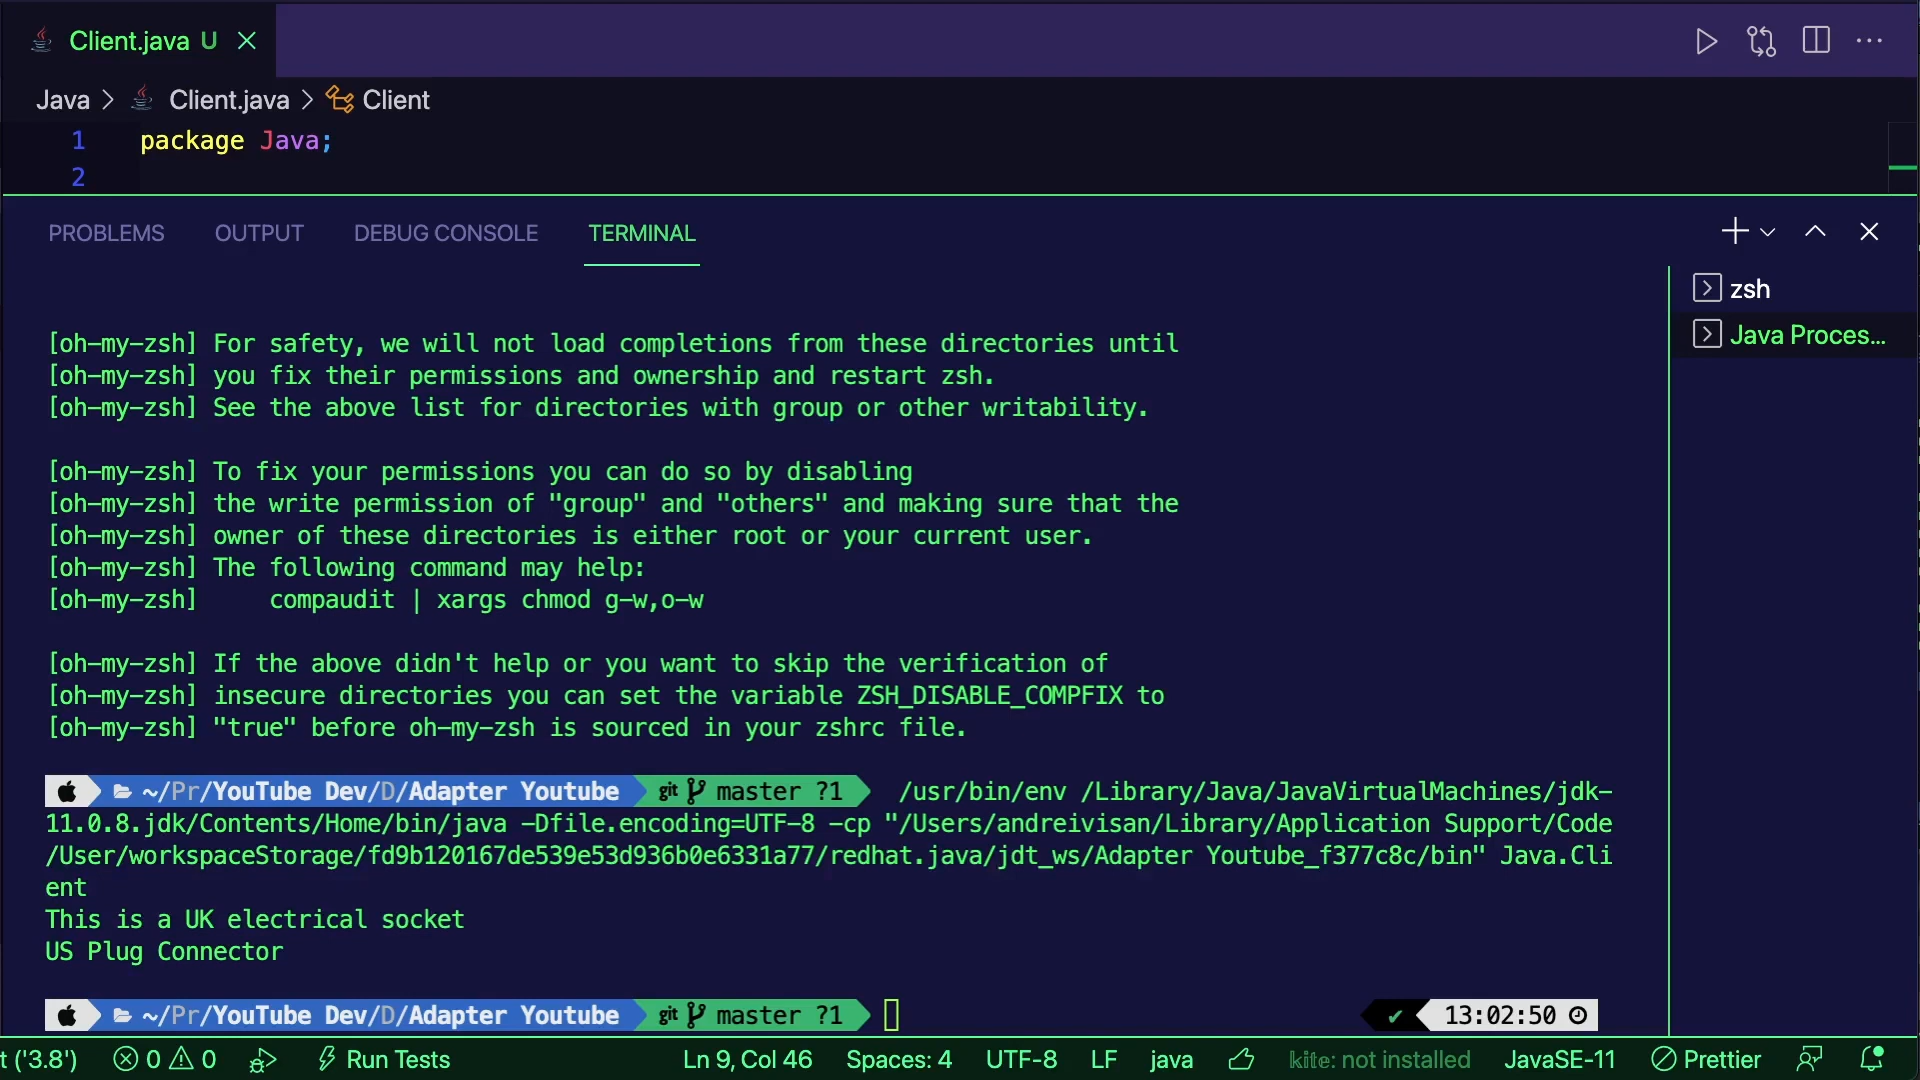 Client.java U
Java > Client.java > Client
1 package Java;
2
PROBLEMS OUTPUT DEBUG CONSOLE TERMINAL
zsh
Java Proces...
[oh-my-zsh] For safety, we will not load completions from these directories until
[oh-my-zsh] you fix their permissions and ownership and restart zsh.
[oh-my-zsh] See the above list for directories with group or other writability.
[oh-my-zsh] To fix your permissions you can do so by disabling
[oh-my-zsh] the write permission of "group" and "others" and making sure that the
[oh-my-zsh] owner of these directories is either root or your current user.
[oh-my-zsh] The following command may help:
[oh-my-zsh]     compaudit | xargs chmod g-w,o-w
[oh-my-zsh] If the above didn't help or you want to skip the verification of
[oh-my-zsh] insecure directories you can set the variable ZSH_DISABLE_COMPFIX to
[oh-my-zsh] "true" before oh-my-zsh is sourced in your zshrc file.
~/Pr/YouTube Dev/D/Adapter Youtube git master ?1 /usr/bin/env /Library/Java/JavaVirtualMachines/jdk-
11.0.8.jdk/Contents/Home/bin/java -Dfile.encoding=UTF-8 -cp "/Users/andreivisan/Library/Application Support/Code
/User/workspaceStorage/fd9b120167de539e53d936b0e6331a77/redhat.java/jdt_ws/Adapter Youtube_f377c8c/bin" Java.Cli
ent
This is a UK electrical socket
US Plug Connector
~/Pr/YouTube Dev/D/Adapter Youtube git master ?1 ✔ 13:02:50
t ('3.8') 0 0 Run Tests Ln 9, Col 46 Spaces: 4 UTF-8 LF java kite: not installed JavaSE-11 Prettier